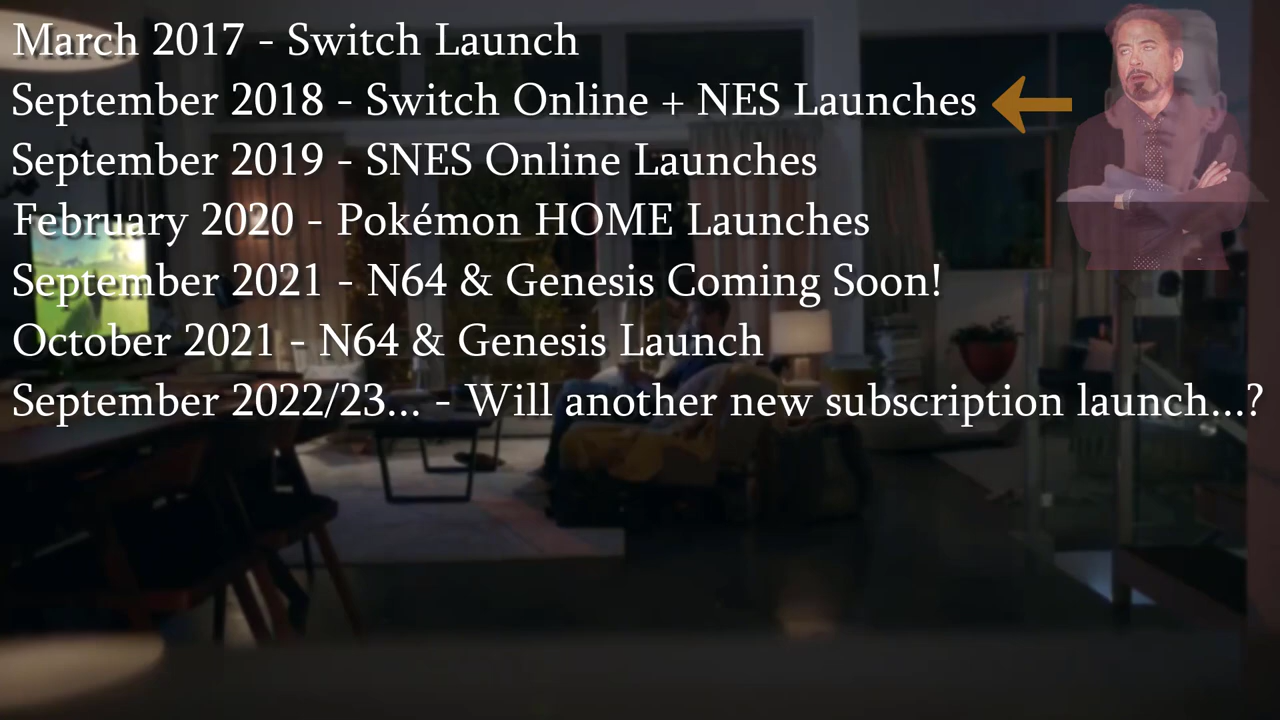 March 2017 - Switch Launch
September 2018 - Switch Online + NES Launches
September 2019 - SNES Online Launches
February 2020 - Pokémon HOME Launches
September 2021 - N64 & Genesis Coming Soon!
October 2021 - N64 & Genesis Launch
September 2022/23... - Will another new subscription launch...?